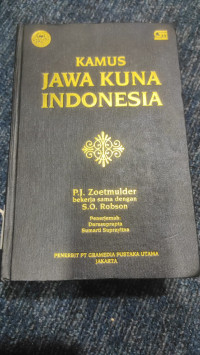 KAMUS
JAWA KUNA
INDONESIA
P.J. Zoetmulder
bekerja sama dengan
S.O. Robson
Penerjemah
Darusuprapta
Sumarti Suprayitna
PENERBIT PT GRAMEDIA PUSTAKA UTAMA
JAKARTA